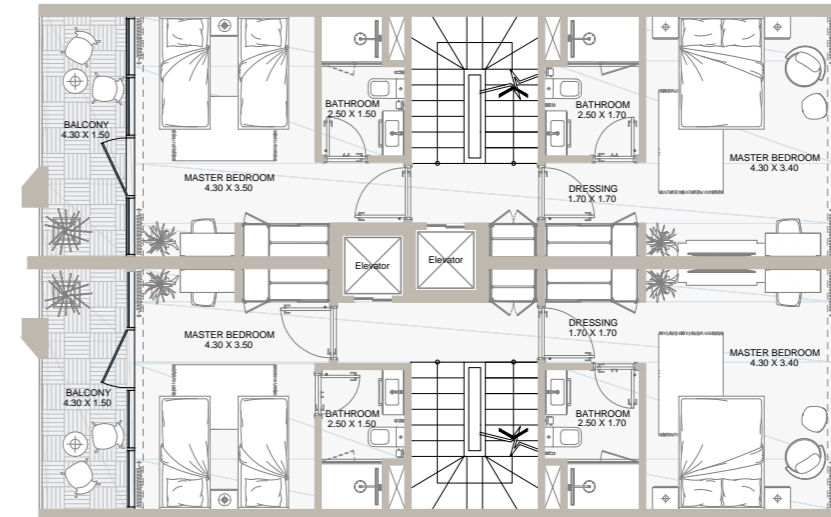 BATHROOM
2.50 X 1.50
BATHROOM
2.50 X 1.70
BALCONY
4.30 X 1.50
MASTER BEDROOM
4.30 X 3.40
MASTER BEDROOM
4.30 X 3.50
DRESSING
1.70 X 1.70
Elevator
Elevator
DRESSING
1.70 X 1.70
MASTER BEDROOM
4.30 X 3.50
MASTER BEDROOM
4.30 X 3.40
BALCONY
4.30 X 1.50
BATHROOM
2.50 X 1.50
BATHROOM
2.50 X 1.70